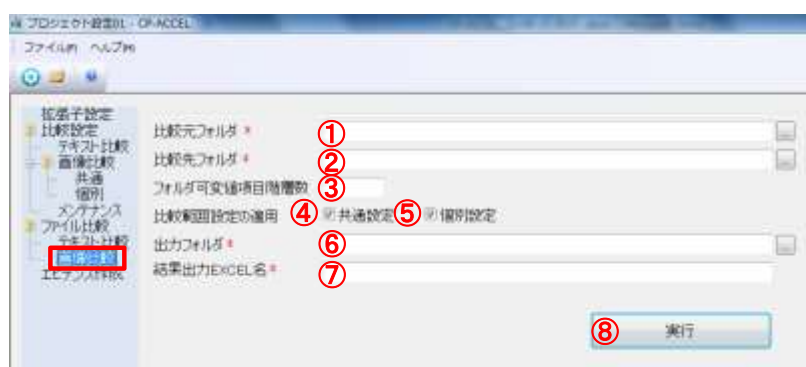 プロジェクト設定01 - CP-ACCEL
ファイル(F) ヘルプ(H)
拡張子設定
比較設定
テキスト比較
画像比較
共通
個別
メンテナンス
ファイル比較
テキスト比較
画像比較
エビデンス作成
比較元フォルダ * ①
比較先フォルダ * ②
フォルダ可変値項目階層数 ③
比較範囲設定の適用 ④ 共通設定 ⑤ 個別設定
出力フォルダ * ⑥
結果出力EXCEL名 * ⑦
⑧ 実行